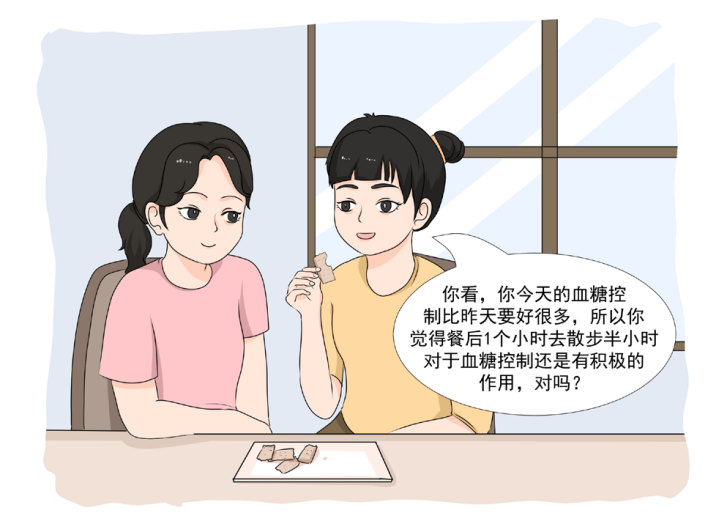 你看，你今天的血糖控
制比昨天要好很多，所以你
觉得餐后1个小时去散步半小时
对于血糖控制还是有积极的
作用，对吗？